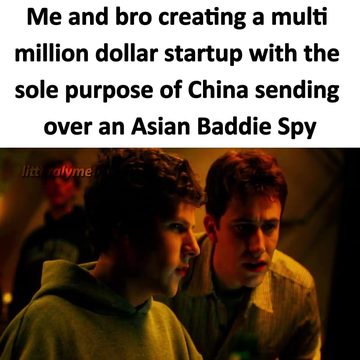 Me and bro creating a multi
million dollar startup with the
sole purpose of China sending
over an Asian Baddie Spy
litterallyme